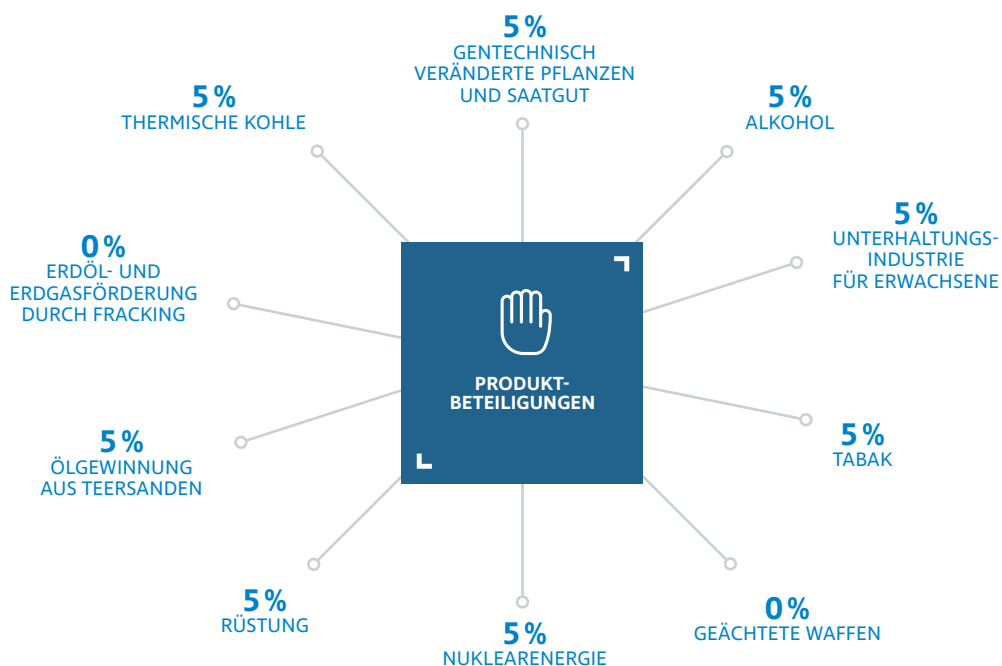 5 %
GENTECHNISCH
VERÄNDERTE PFLANZEN
UND SAATGUT
5 %
THERMISCHE KOHLE
5 %
ALKOHOL
0 %
ERDÖL- UND
ERDGASFÖRDERUNG
DURCH FRACKING
5 %
UNTERHALTUNGS-
INDUSTRIE
FÜR ERWACHSENE
PRODUKT-
BETEILIGUNGEN
5 %
ÖLGEWINNUNG
AUS TEERSANDEN
5 %
TABAK
5 %
RÜSTUNG
5 %
NUKLEARENERGIE
0 %
GEÄCHTETE WAFFEN